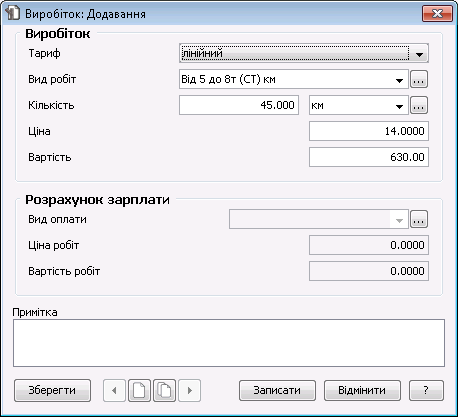 Виробіток: Додавання
Виробіток
Тариф лінійний
Вид робіт Від 5 до 8т (СТ) км ...
Кількість 45.000 км ...
Ціна 14.0000
Вартість 630.00
Розрахунок зарплати
Вид оплати ...
Ціна робіт 0.0000
Вартість робіт 0.0000
Примітка
Зберегти Записати Відмінити ?